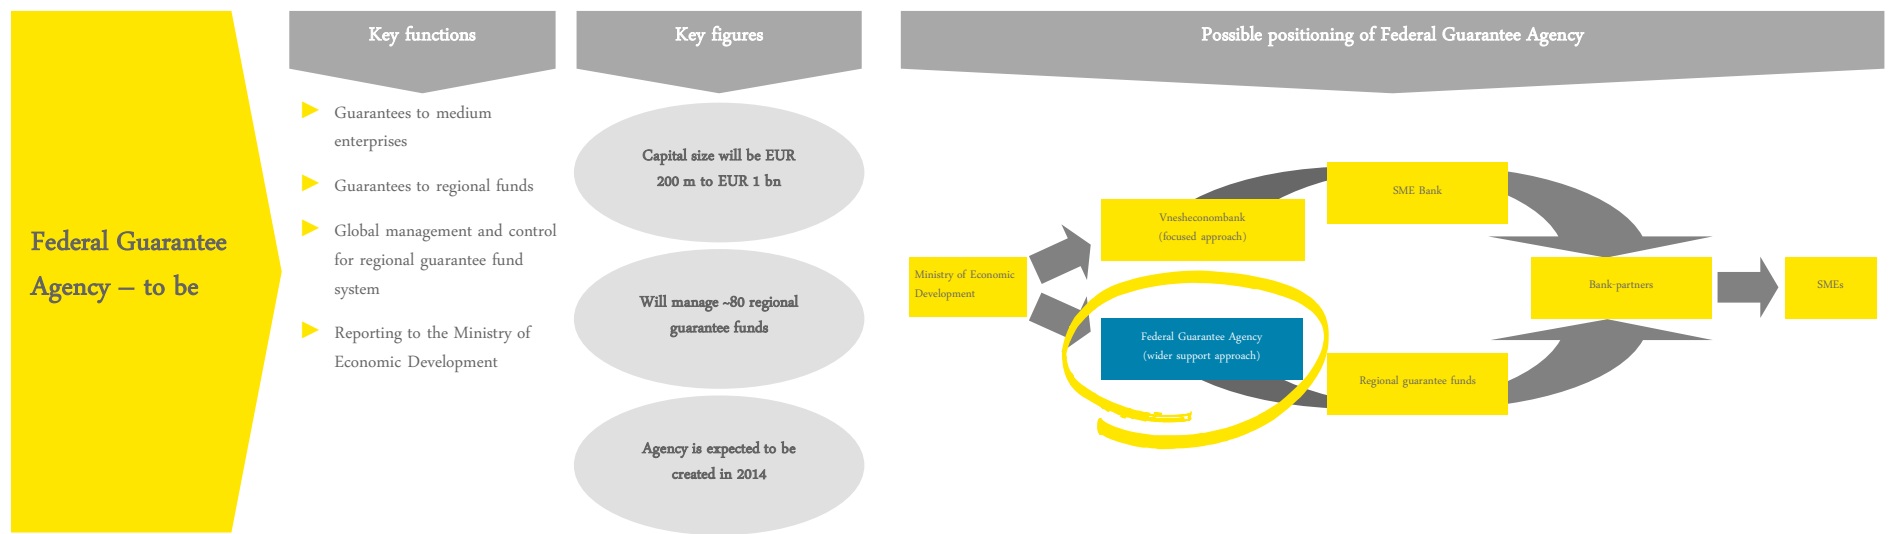 Federal Guarantee
Agency – to be
Key functions
Guarantees to medium
enterprises
Guarantees to regional funds
Global management and control
for regional guarantee fund
system
Reporting to the Ministry of
Economic Development
Key figures
Capital size will be EUR
200 m to EUR 1 bn
Will manage ~80 regional
guarantee funds
Agency is expected to be
created in 2014
Possible positioning of Federal Guarantee Agency
Ministry of Economic
Development
Vnesheconombank
(focused approach)
Federal Guarantee Agency
(wider support approach)
SME Bank
Regional guarantee funds
Bank-partners
SMEs